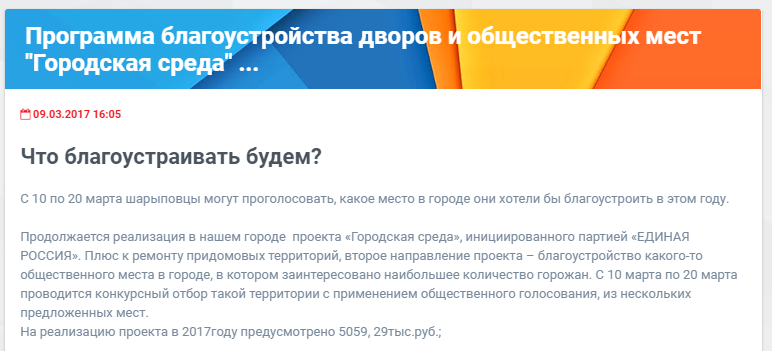 Программа благоустройства дворов и общественных мест
"Городская среда" ...
09.03.2017 16:05
Что благоустраивать будем?
С 10 по 20 марта шарыповцы могут проголосовать, какое место в городе они хотели бы благоустроить в этом году.
Продолжается реализация в нашем городе  проекта «Городская среда», инициированного партией «ЕДИНАЯ
РОССИЯ». Плюс к ремонту придомовых территорий, второе направление проекта – благоустройство какого-то
общественного места в городе, в котором заинтересовано наибольшее количество горожан. С 10 марта по 20 марта
проводится конкурсный отбор такой территории с применением общественного голосования, из нескольких
предложенных мест.
На реализацию проекта в 2017году предусмотрено 5059, 29тыс.руб.;